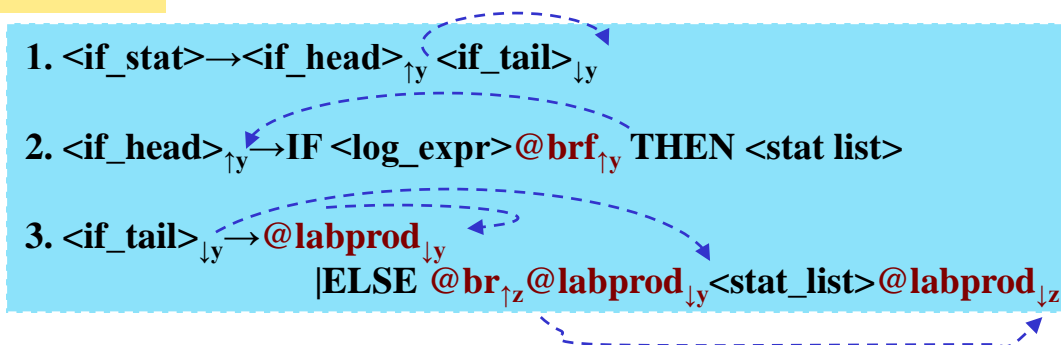 1. <if_stat>→<if_head>↑y <if_tail>↓y
2. <if_head>↑y→IF <log_expr>@brf↑y THEN <stat list>
3. <if_tail>↓y→@labprod↓y
|ELSE @br↑z@labprod↓y<stat_list>@labprod↓z